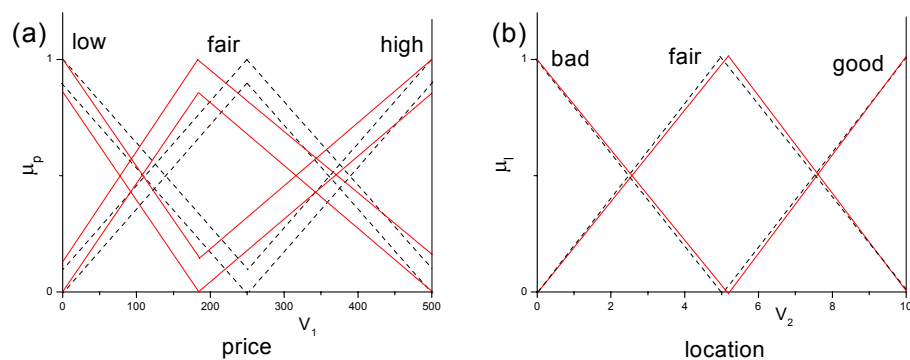 (a)
low
fair
high
1
μp
0
0
100
200
300
400
500
V1
price
(b)
bad
fair
good
1
μl
0
0
2
4
6
8
10
V2
location